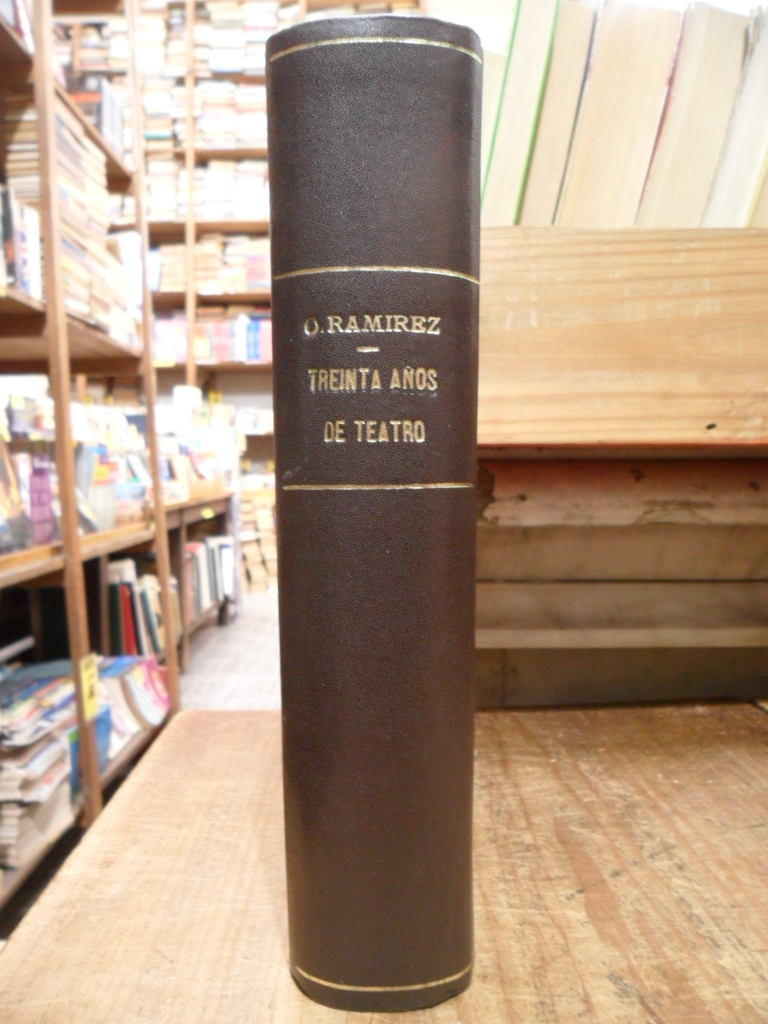 O. RAMIREZ
TREINTA AÑOS
DE TEATRO